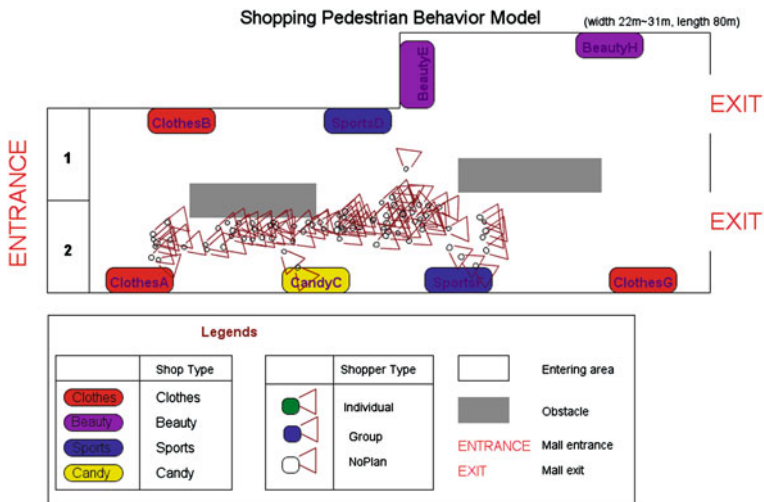 Shopping Pedestrian Behavior Model
(width 22m~31m, length 80m)
BeautyE
BeautyH
EXIT
ClothesB
SportsD
ENTRANCE
1
2
EXIT
ClothesA
CandyC
SportsF
ClothesG
Legends
Shop Type
Clothes Clothes
Beauty Beauty
Sports Sports
Candy Candy
Shopper Type
Individual
Group
NoPlan
Entering area
Obstacle
ENTRANCE Mall entrance
EXIT Mall exit